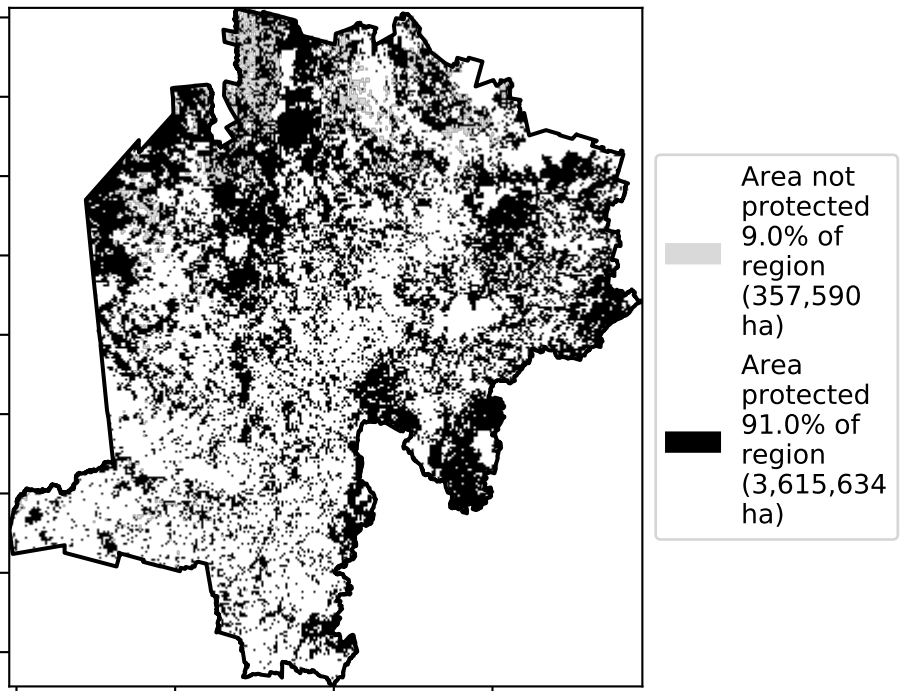 Area not
protected
9.0% of
region
(357,590
ha)
Area
protected
91.0% of
region
(3,615,634
ha)